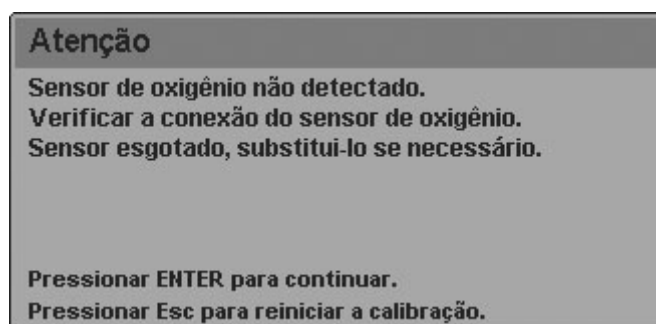 Atenção
Sensor de oxigênio não detectado.
Verificar a conexão do sensor de oxigênio.
Sensor esgotado, substitui-lo se necessário.
Pressionar ENTER para continuar.
Pressionar Esc para reiniciar a calibração.